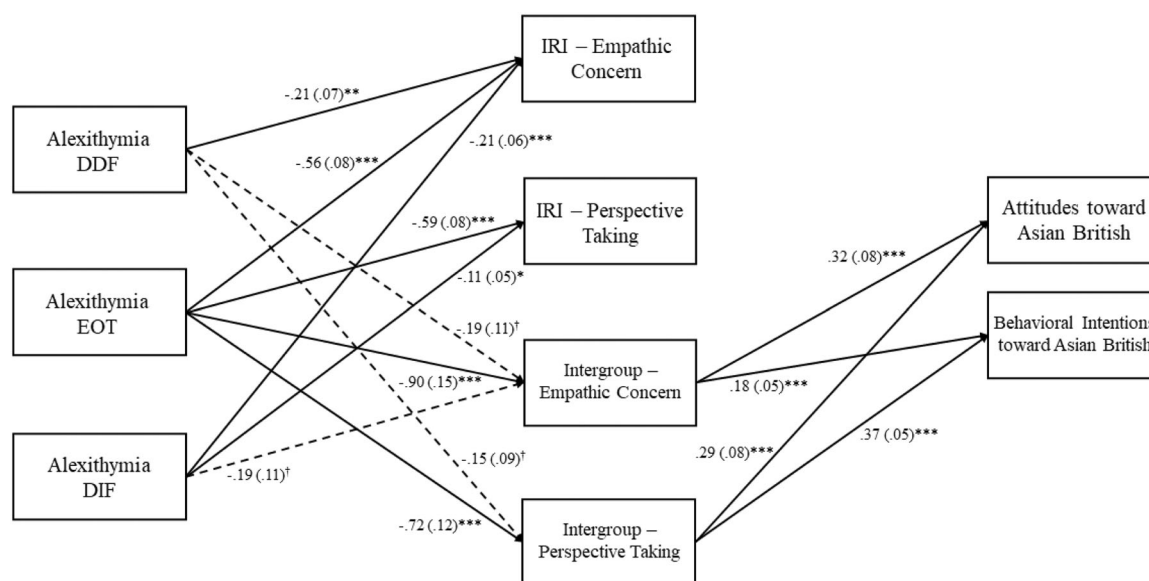 IRI – Empathic
Concern
-.21 (.07)**
Alexithymia
DDF
-.21 (.06)***
-.56 (.08)***
IRI – Perspective
Taking
-.59 (.08)***
Attitudes toward
Asian British
.32 (.08)***
-.11 (.05)*
Alexithymia
EOT
-.19 (.11)†
Behavioral Intentions
toward Asian British
Intergroup –
Empathic Concern
-.90 (.15)***
.18 (.05)***
.37 (.05)***
Alexithymia
DIF
-.19 (.11)†
-.15 (.09)†
.29 (.08)***
-.72 (.12)***
Intergroup –
Perspective Taking